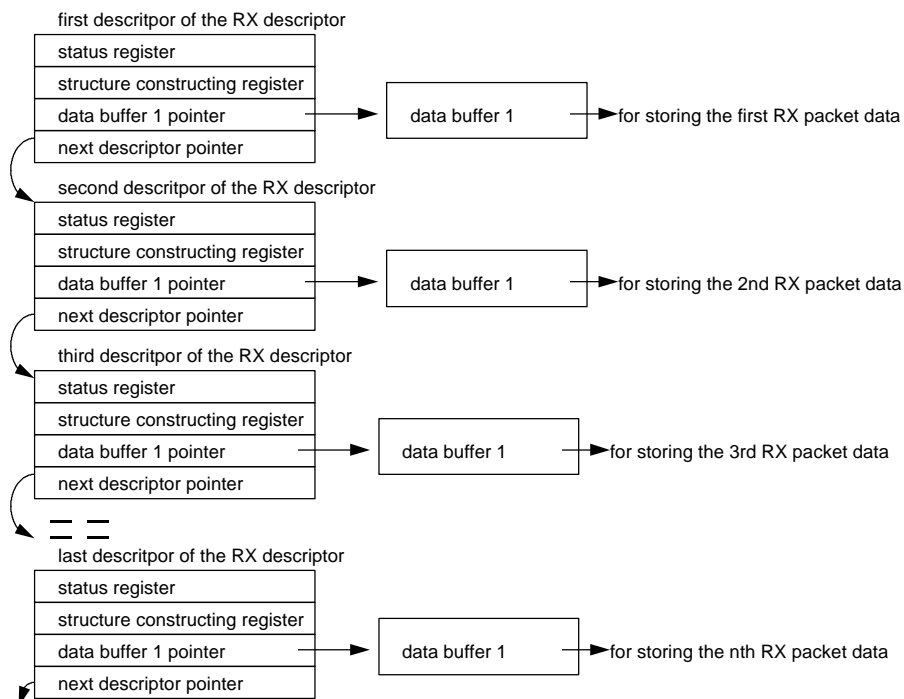 first descritpor of the RX descriptor
status register
structure constructing register
data buffer 1 pointer
data buffer 1
for storing the first RX packet data
next descriptor pointer
second descritpor of the RX descriptor
status register
structure constructing register
data buffer 1 pointer
data buffer 1
for storing the 2nd RX packet data
next descriptor pointer
third descritpor of the RX descriptor
status register
structure constructing register
data buffer 1 pointer
data buffer 1
for storing the 3rd RX packet data
next descriptor pointer
last descritpor of the RX descriptor
status register
structure constructing register
data buffer 1 pointer
data buffer 1
for storing the nth RX packet data
next descriptor pointer